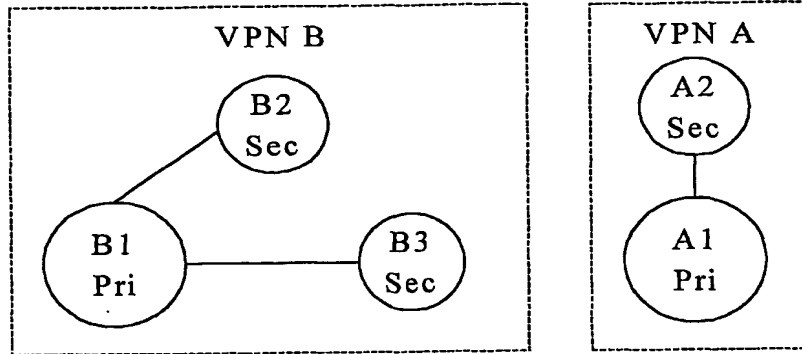 VPN B
B2
Sec
B1
Pri
B3
Sec
VPN A
A2
Sec
A1
Pri